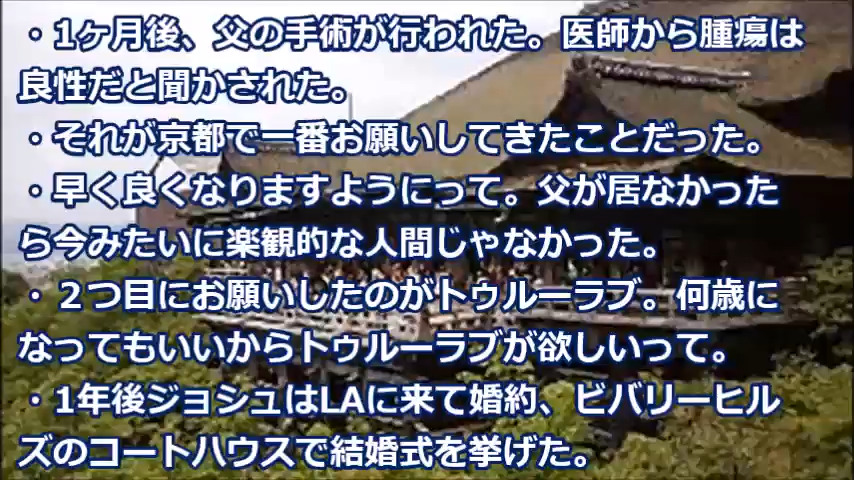 ・1ヶ月後、父の手術が行われた。医師から腫瘍は
良性だと聞かされた。
・それが京都で一番お願いしてきたことだった。
・早く良くなりますようにって。父が居なかった
ら今みたいに楽観的な人間じゃなかった。
・２つ目にお願いしたのがトゥルーラブ。何歳に
なってもいいからトゥルーラブが欲しいって。
・1年後ジョシュはLAに来て婚約、ビバリーヒル
ズのコートハウスで結婚式を挙げた。